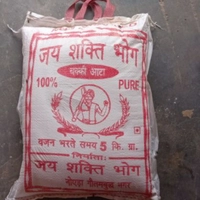 जय शक्ति भोग
चक्की आटा
100% PURE
वजन भरते समय 5 कि. ग्रा.
निर्माता:
जय शक्ति भोग